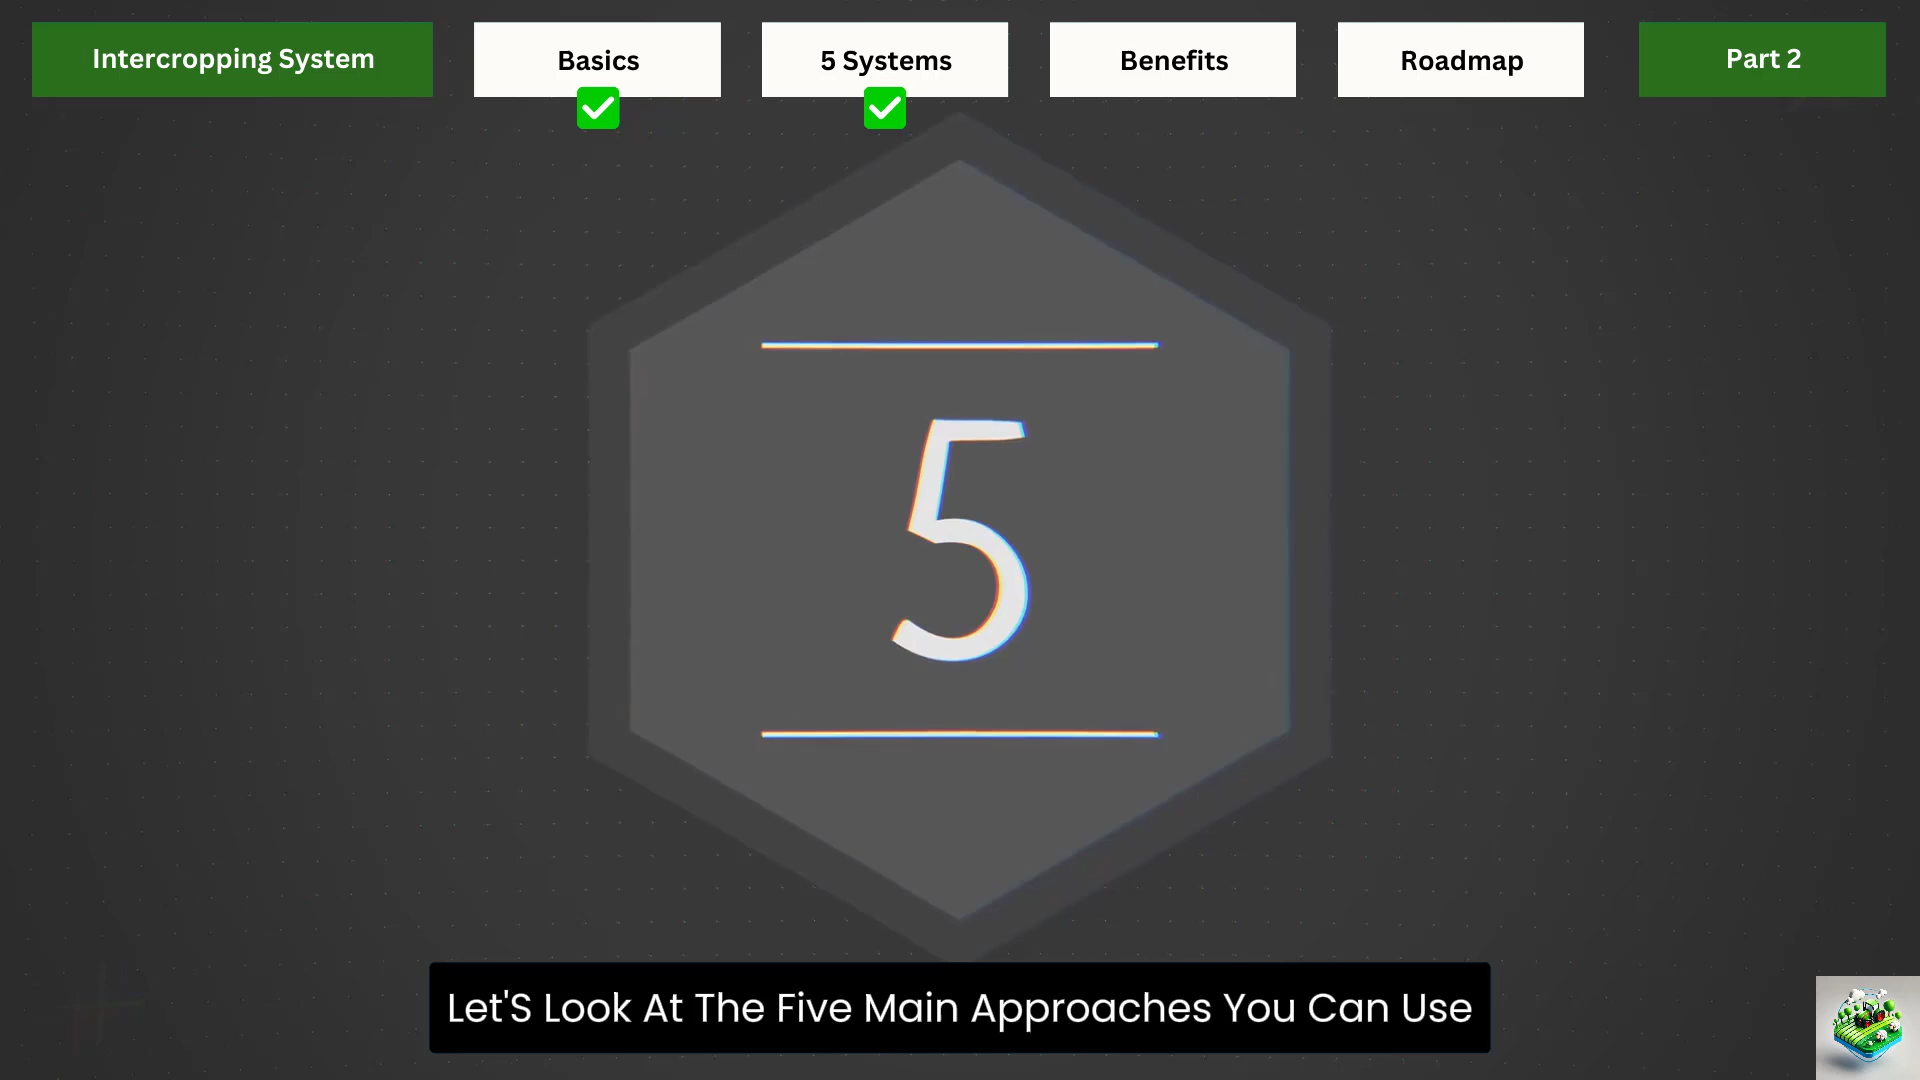 Intercropping System
Basics
5 Systems
Benefits
Roadmap
Part 2
5
Let'S Look At The Five Main Approaches You Can Use